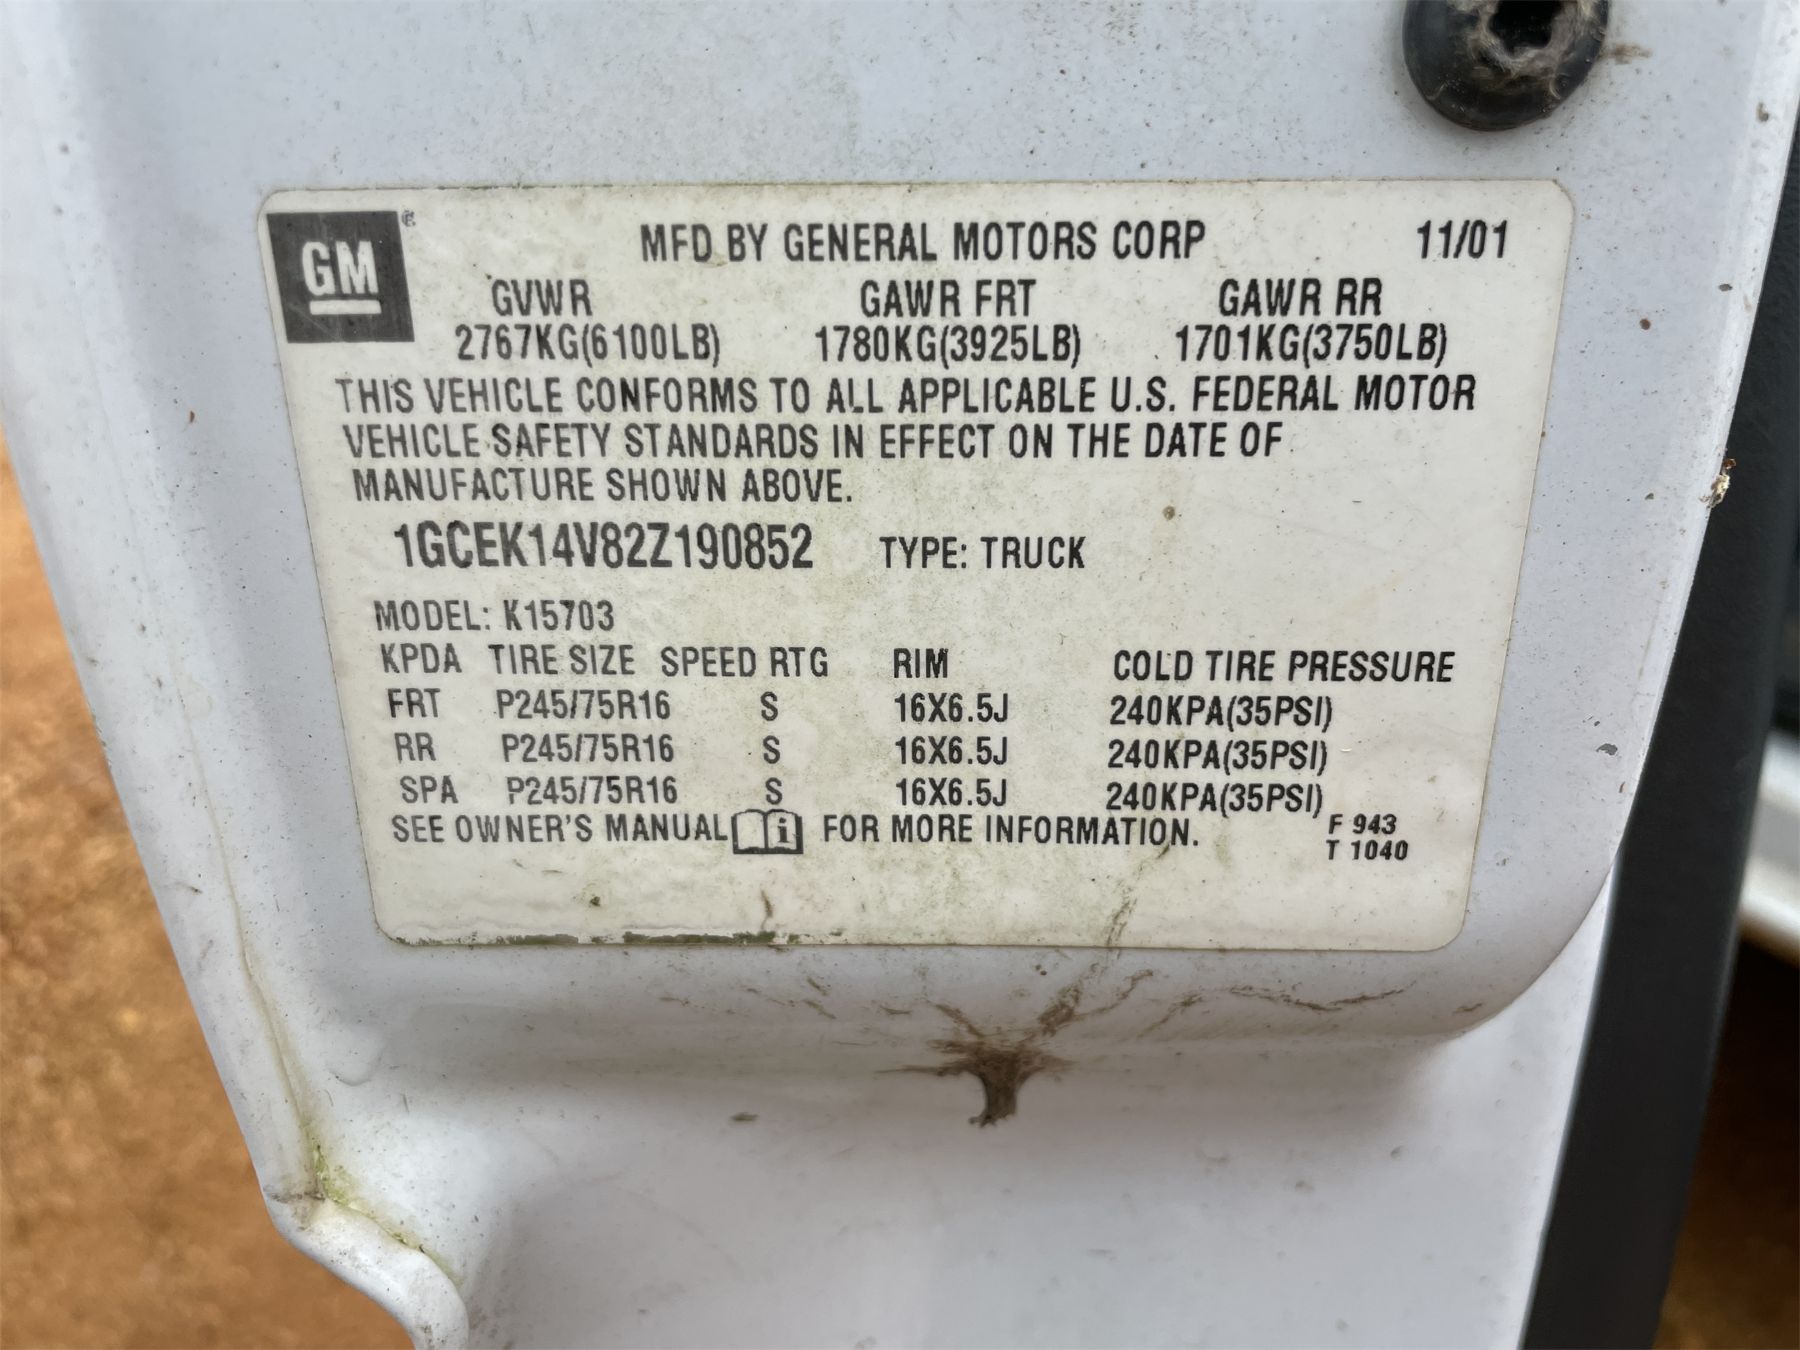 GM
MFD BY GENERAL MOTORS CORP 11/01
GVWR GAWR FRT GAWR RR
2767KG(6100LB) 1780KG(3925LB) 1701KG(3750LB)
THIS VEHICLE CONFORMS TO ALL APPLICABLE U.S. FEDERAL MOTOR
VEHICLE SAFETY STANDARDS IN EFFECT ON THE DATE OF
MANUFACTURE SHOWN ABOVE.
1GCEK14V82Z190852 TYPE: TRUCK
MODEL: K15703
KPDA TIRE SIZE SPEED RTG RIM COLD TIRE PRESSURE
FRT P245/75R16 S 16X6.5J 240KPA(35PSI)
RR P245/75R16 S 16X6.5J 240KPA(35PSI)
SPA P245/75R16 S 16X6.5J 240KPA(35PSI)
SEE OWNER'S MANUAL i FOR MORE INFORMATION.
F 943
T 1040